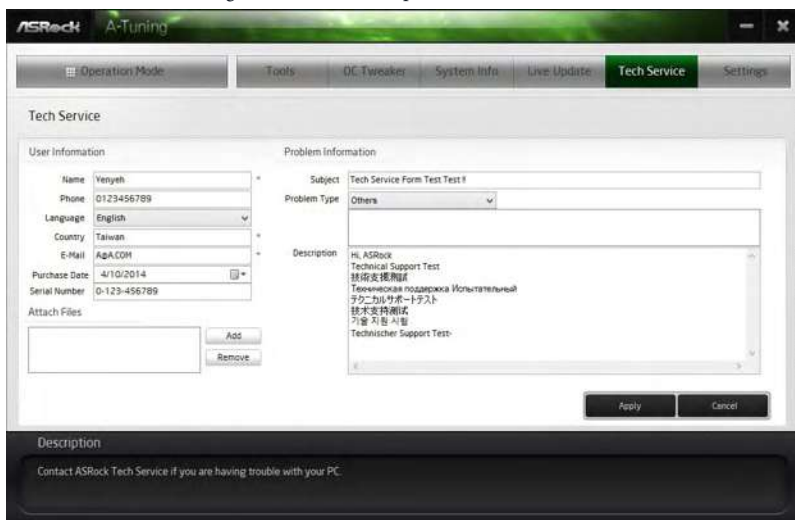 ASRock A-Tuning
Operation Mode Tools OC Tweaker System Info Live Update Tech Service Settings
Tech Service
User Information
Name Yenyeh *
Phone 0123456789
Language English
Country Taiwan *
E-Mail A@A.COM *
Purchase Date 4/10/2014
Serial Number 0-123-456789
Attach Files
Add
Remove
Problem Information
Subject Tech Service Form Test Test !!
Problem Type Others
Description
Hi, ASRock
Technical Support Test
技術支援測試
Техническая поддержка Испытательный
テクニカルサポートテスト
技术支持测试
기술 지원 시험
Technischer Support Test-
Apply Cancel
Description
Contact ASRock Tech Service if you are having trouble with your PC.